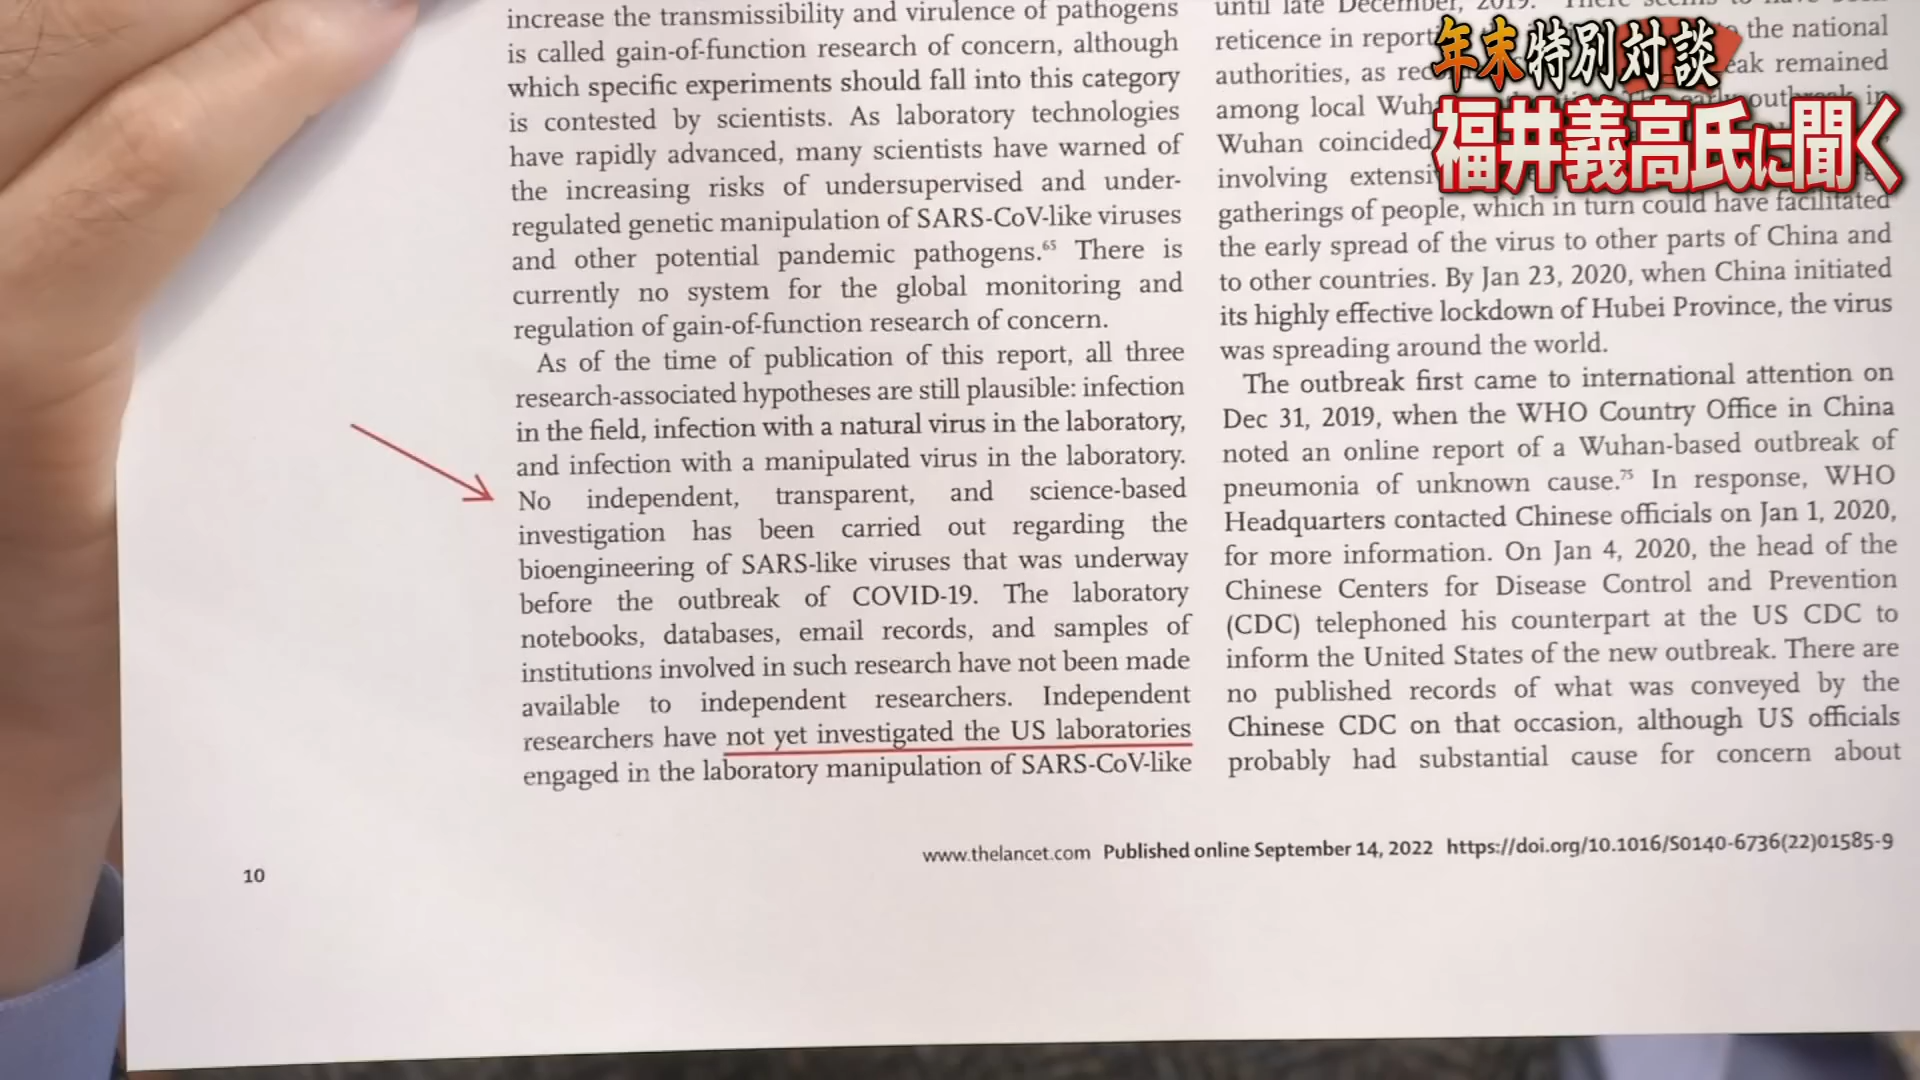 increase the transmissibility and virulence of pathogens
is called gain-of-function research of concern, although
which specific experiments should fall into this category
is contested by scientists. As laboratory technologies
have rapidly advanced, many scientists have warned of
the increasing risks of undersupervised and under-
regulated genetic manipulation of SARS-CoV-like viruses
and other potential pandemic pathogens.⁶⁵ There is
currently no system for the global monitoring and
regulation of gain-of-function research of concern.
As of the time of publication of this report, all three
research-associated hypotheses are still plausible: infection
in the field, infection with a natural virus in the laboratory,
and infection with a manipulated virus in the laboratory.
No independent, transparent, and science-based
investigation has been carried out regarding the
bioengineering of SARS-like viruses that was underway
before the outbreak of COVID-19. The laboratory
notebooks, databases, email records, and samples of
institutions involved in such research have not been made
available to independent researchers. Independent
researchers have not yet investigated the US laboratories
engaged in the laboratory manipulation of SARS-CoV-like
until late December, 2019.
reticence in the national
authorities, as remained
among local in
Wuhan coincided
involving
gatherings of people, which in turn could have facilitated
the early spread of the virus to other parts of China and
to other countries. By Jan 23, 2020, when China initiated
its highly effective lockdown of Hubei Province, the virus
was spreading around the world.
The outbreak first came to international attention on
Dec 31, 2019, when the WHO Country Office in China
noted an online report of a Wuhan-based outbreak of
pneumonia of unknown cause.⁷⁵ In response, WHO
Headquarters contacted Chinese officials on Jan 1, 2020,
for more information. On Jan 4, 2020, the head of the
Chinese Centers for Disease Control and Prevention
(CDC) telephoned his counterpart at the US CDC to
inform the United States of the new outbreak. There are
no published records of what was conveyed by the
Chinese CDC on that occasion, although US officials
probably had substantial cause for concern about
年末特別対談
福井義高氏に聞く
10
www.thelancet.com Published online September 14, 2022 https://doi.org/10.1016/S0140-6736(22)01585-9